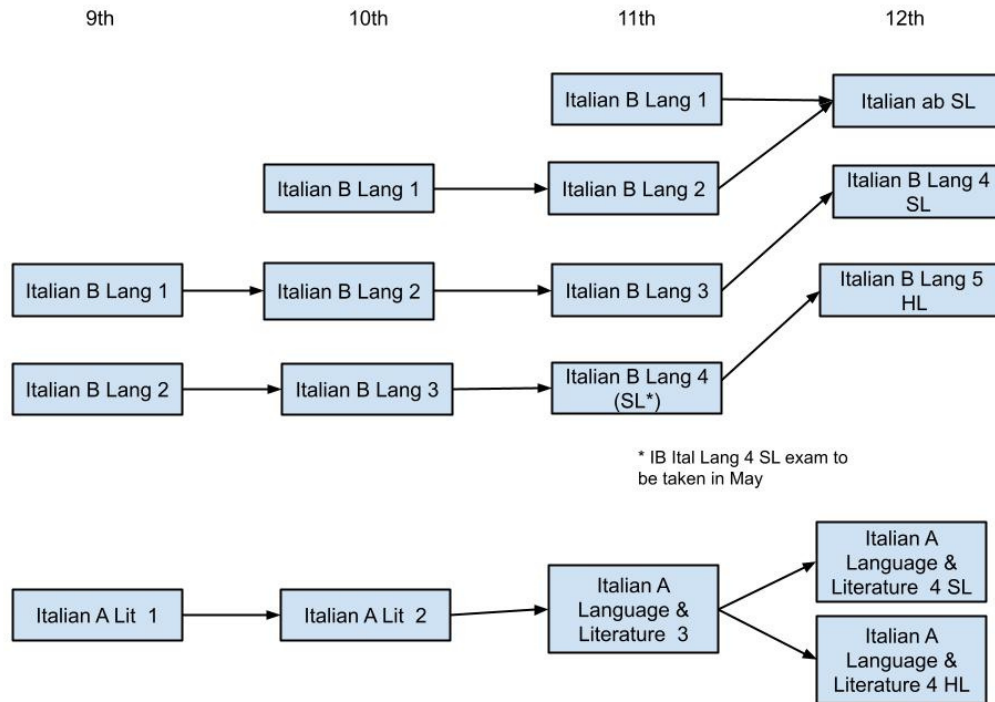 9th 10th 11th 12th
Italian B Lang 1
Italian ab SL
Italian B Lang 1
Italian B Lang 2
Italian B Lang 4
SL
Italian B Lang 1
Italian B Lang 2
Italian B Lang 3
Italian B Lang 5
HL
Italian B Lang 2
Italian B Lang 3
Italian B Lang 4
(SL*)
* IB Ital Lang 4 SL exam to
be taken in May
Italian A Lit 1
Italian A Lit 2
Italian A
Language &
Literature 3
Italian A
Language &
Literature 4 SL
Italian A
Language &
Literature 4 HL